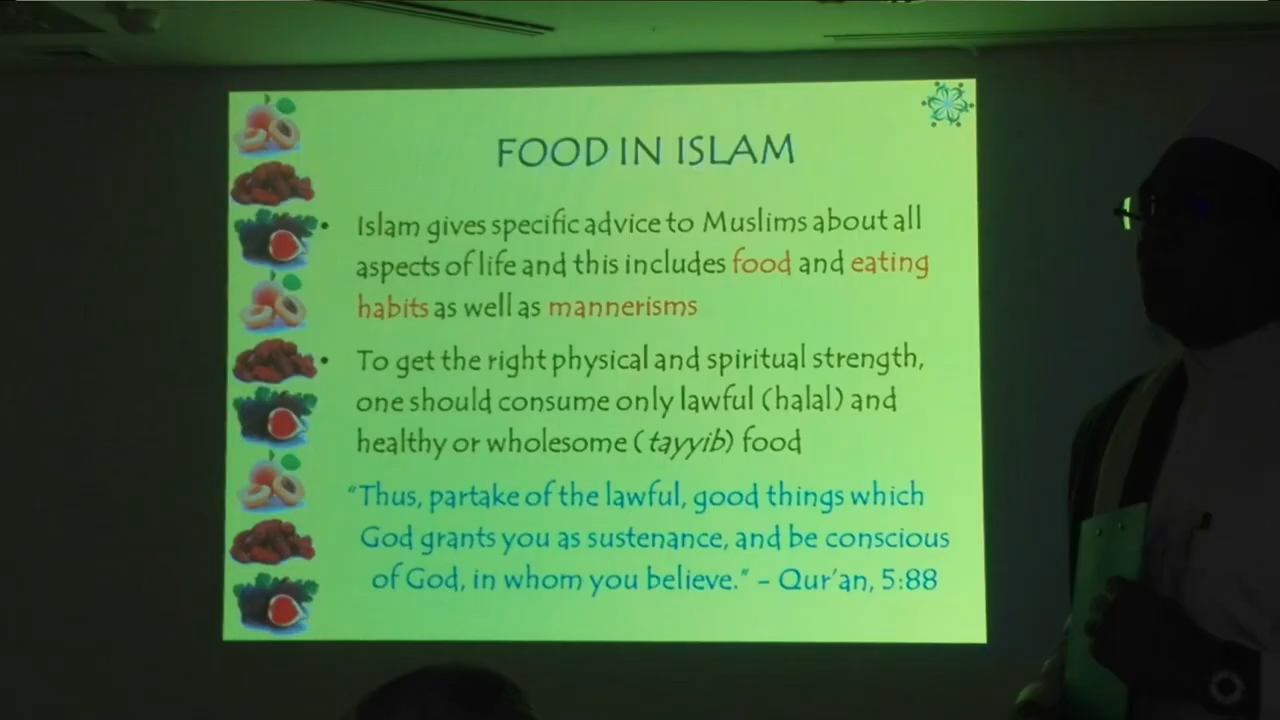 FOOD IN ISLAM
• Islam gives specific advice to Muslims about all
aspects of life and this includes food and eating
habits as well as mannerisms
• To get the right physical and spiritual strength,
one should consume only lawful (halal) and
healthy or wholesome (tayyib) food
"Thus, partake of the lawful, good things which
God grants you as sustenance, and be conscious
of God, in whom you believe." – Qur'an, 5:88